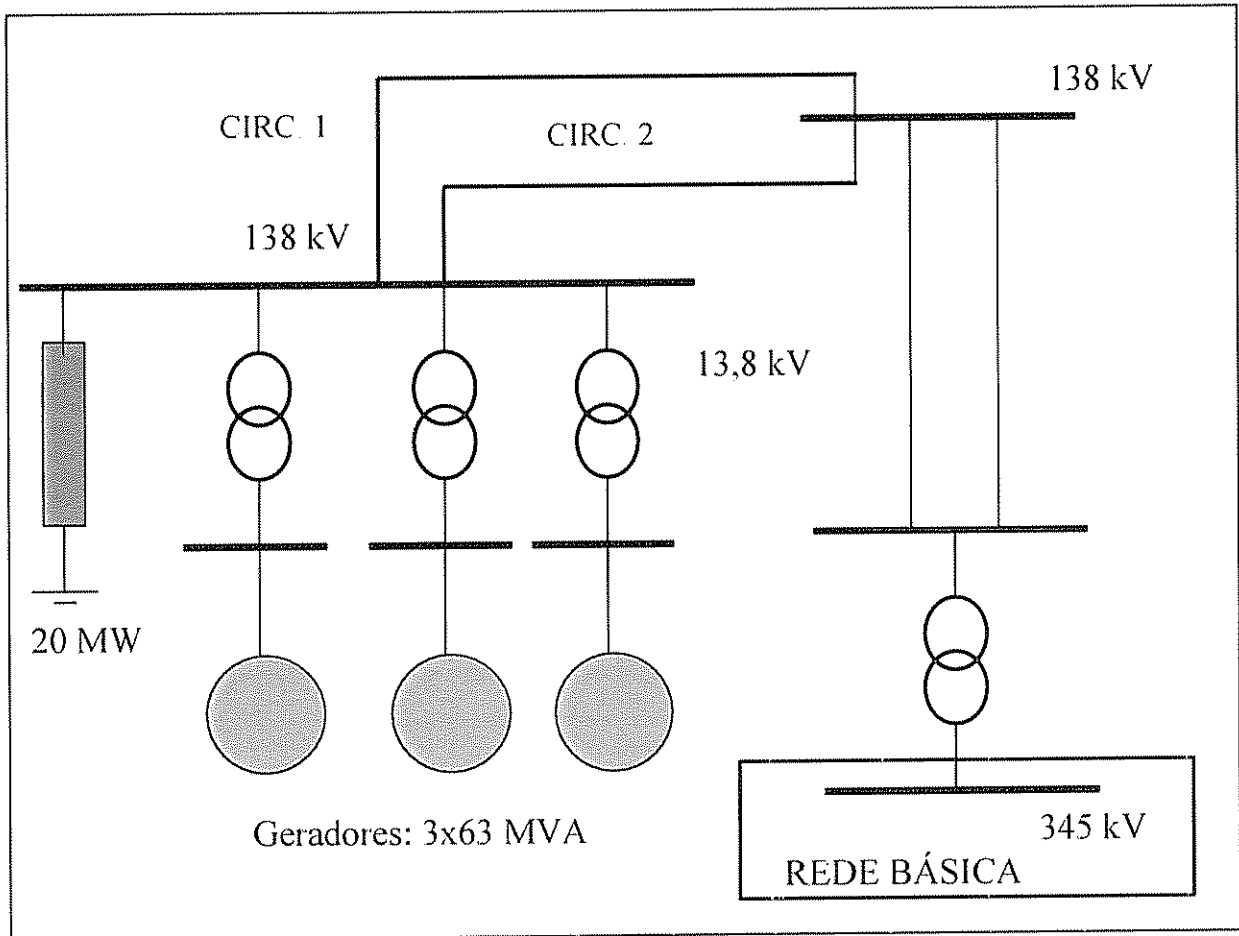 138 kV
CIRC. 1
CIRC. 2
138 kV
13,8 kV
20 MW
Geradores: 3x63 MVA
345 kV
REDE BÁSICA